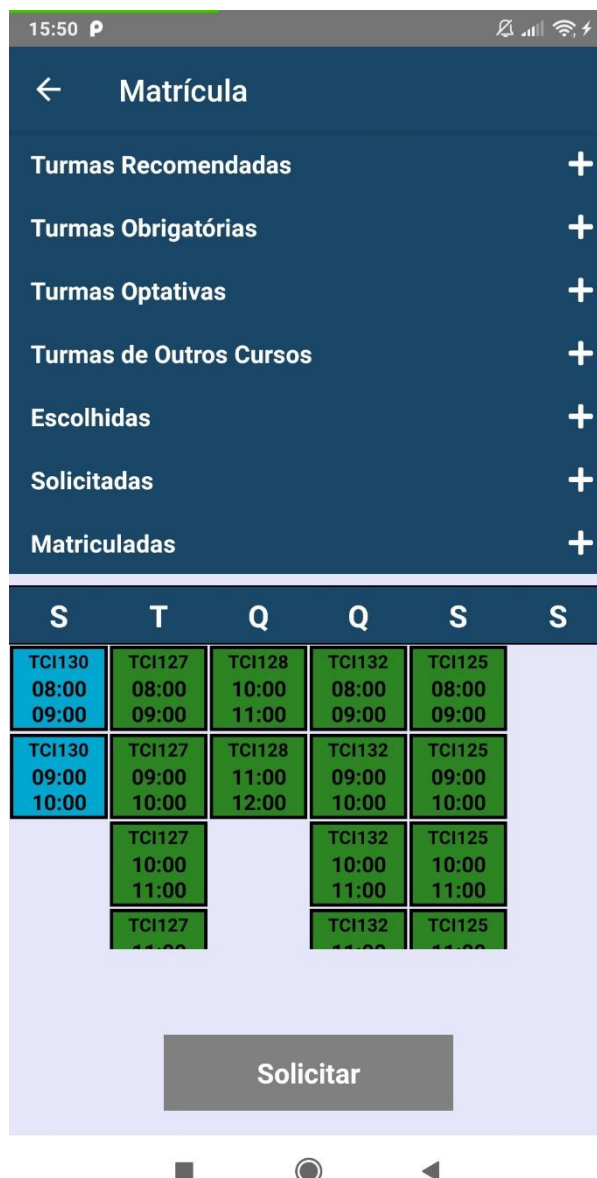 15:50
Matrícula
Turmas Recomendadas
Turmas Obrigatórias
Turmas Optativas
Turmas de Outros Cursos
Escolhidas
Solicitadas
Matriculadas
S T Q Q S S
TCI130 TCI127 TCI128 TCI132 TCI125
08:00 08:00 10:00 08:00 08:00
09:00 09:00 11:00 09:00 09:00
TCI130 TCI127 TCI128 TCI132 TCI125
09:00 09:00 11:00 09:00 09:00
10:00 10:00 12:00 10:00 10:00
TCI127 TCI132 TCI125
10:00 10:00 10:00
11:00 11:00 11:00
TCI127 TCI132 TCI125
Solicitar